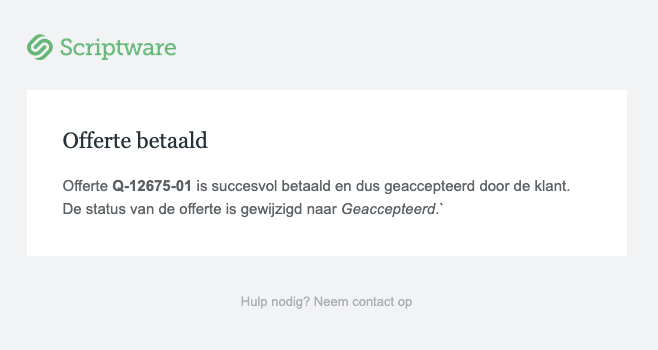 Scriptware
Offerte betaald
Offerte Q-12675-01 is succesvol betaald en dus geaccepteerd door de klant.
De status van de offerte is gewijzigd naar Geaccepteerd.`
Hulp nodig? Neem contact op